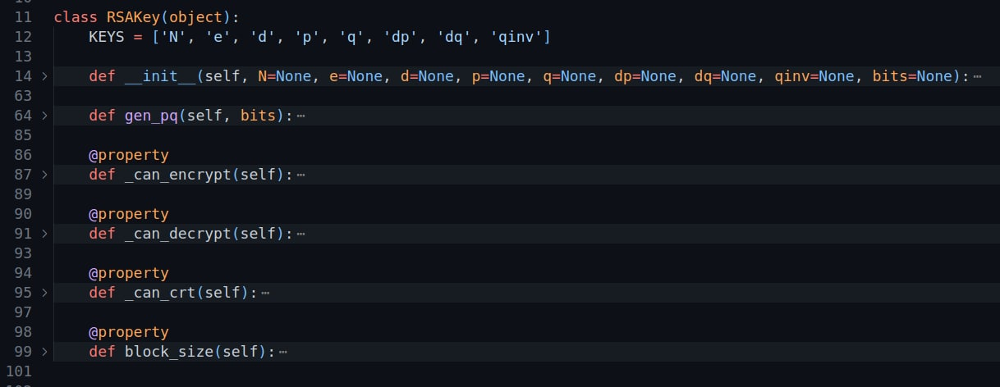 11 class RSAKey(object):
12     KEYS = ['N', 'e', 'd', 'p', 'q', 'dp', 'dq', 'qinv']
13
14 >     def __init__(self, N=None, e=None, d=None, p=None, q=None, dp=None, dq=None, qinv=None, bits=None):⋯
63
64 >     def gen_pq(self, bits):⋯
85
86     @property
87 >     def _can_encrypt(self):⋯
89
90     @property
91 >     def _can_decrypt(self):⋯
93
94     @property
95 >     def _can_crt(self):⋯
97
98     @property
99 >     def block_size(self):⋯
101